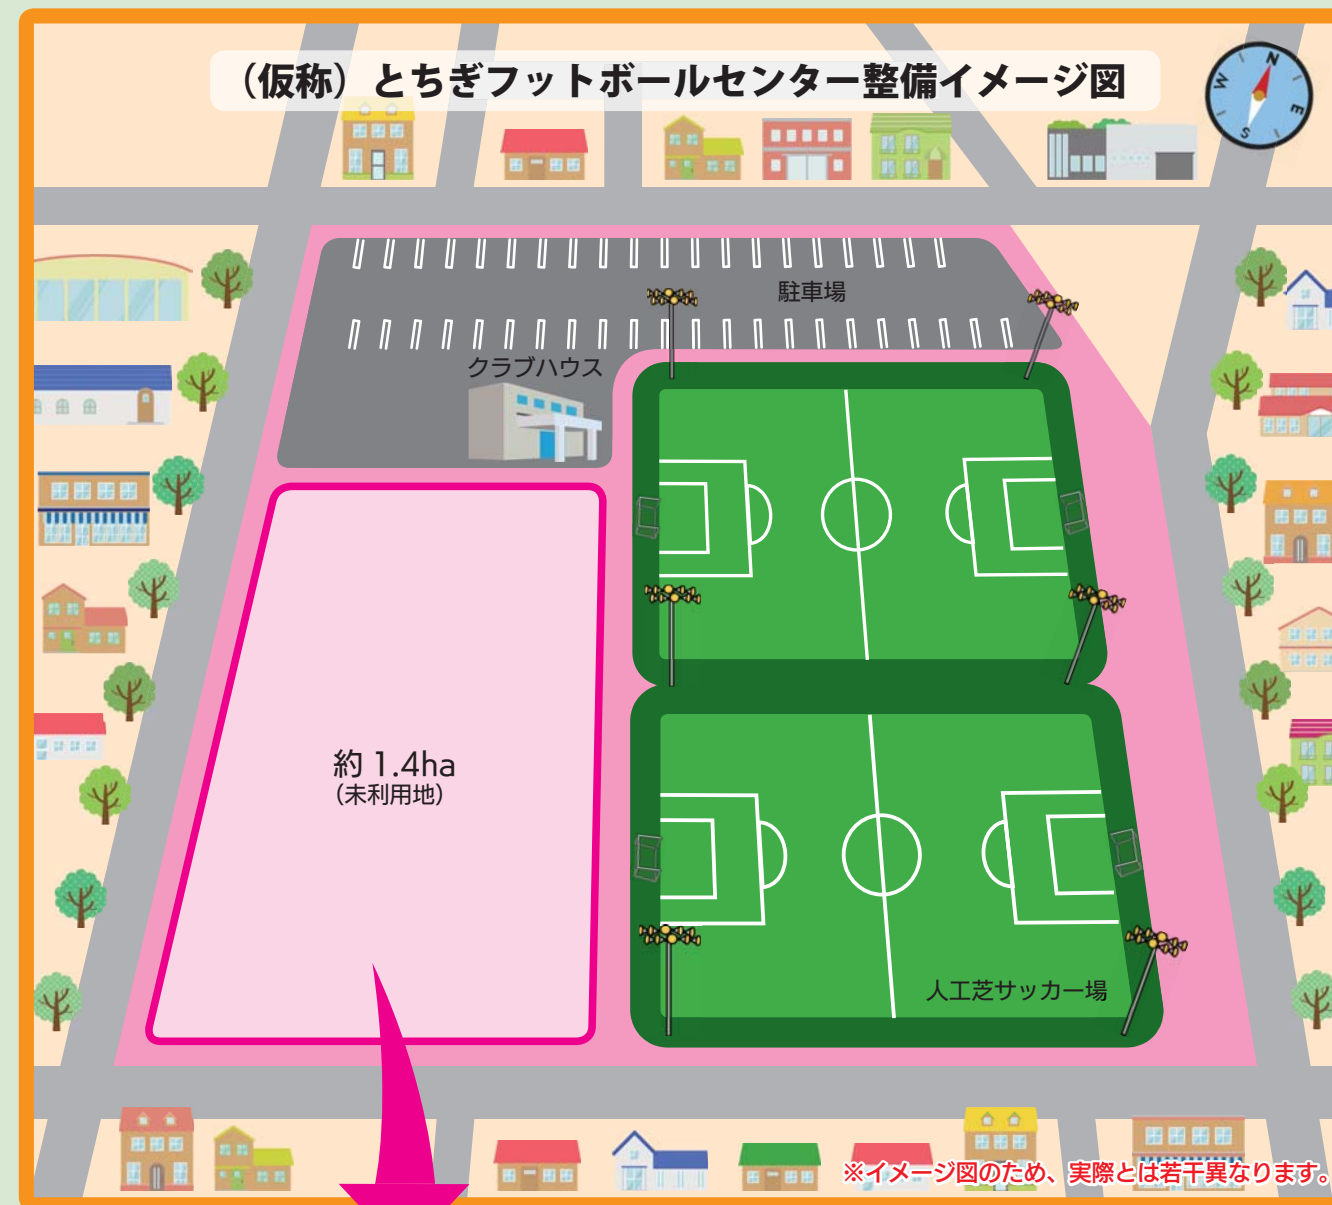 （仮称）とちぎフットボールセンター整備イメージ図
N
W
E
S
駐車場
クラブハウス
約 1.4ha
（未利用地）
人工芝サッカー場
※イメージ図のため、実際とは若干異なります。